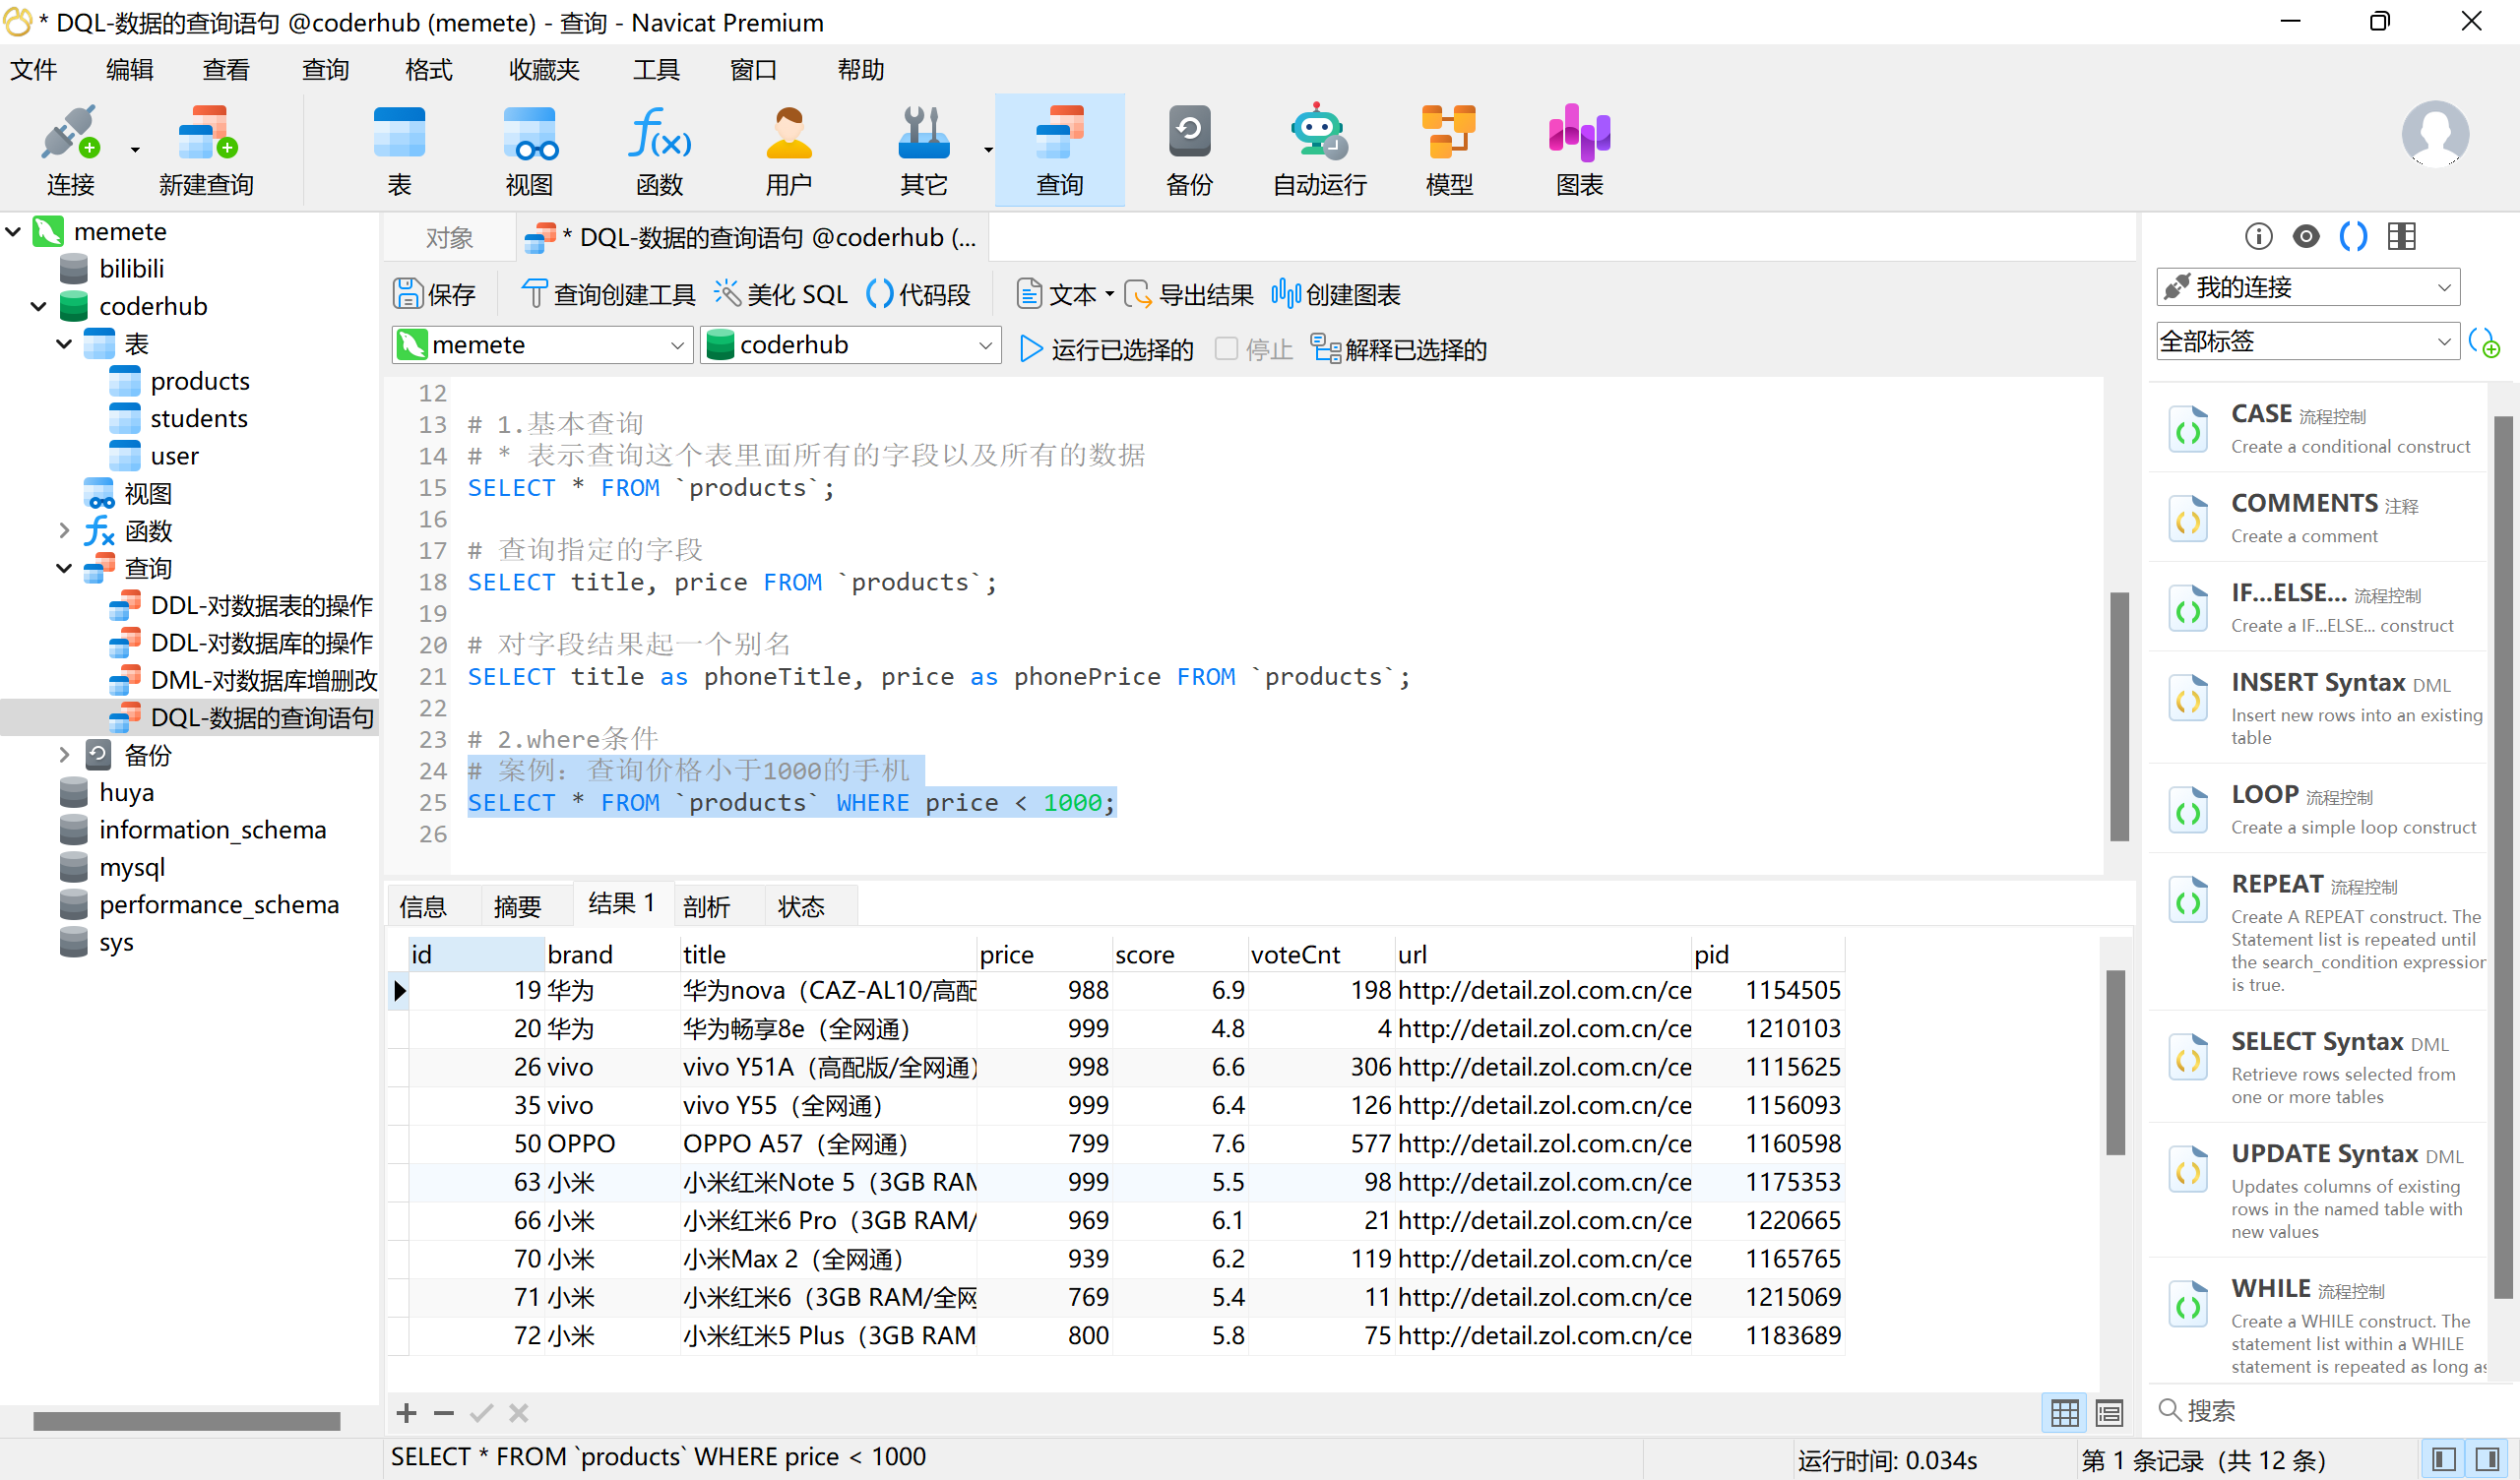 * DQL-数据的查询语句 @coderhub (memete) - 查询 - Navicat Premium
文件 编辑 查看 查询 格式 收藏夹 工具 窗口 帮助
连接 新建查询 表 视图 函数 用户 其它 查询 备份 自动运行 模型 图表
memete
bilibili
coderhub
表
products
students
user
视图
函数
查询
DDL-对数据表的操作
DDL-对数据库的操作
DML-对数据库增删改
DQL-数据的查询语句
备份
huya
information_schema
mysql
performance_schema
sys
对象 * DQL-数据的查询语句 @coderhub (...
保存 查询创建工具 美化 SQL 代码段 文本 导出结果 创建图表
memete coderhub 运行已选择的 停止 解释已选择的
12
13 # 1.基本查询
14 # * 表示查询这个表里面所有的字段以及所有的数据
15 SELECT * FROM `products`;
16
17 # 查询指定的字段
18 SELECT title, price FROM `products`;
19
20 # 对字段结果起一个别名
21 SELECT title as phoneTitle, price as phonePrice FROM `products`;
22
23 # 2.where条件
24 # 案例：查询价格小于1000的手机
25 SELECT * FROM `products` WHERE price < 1000;
26
信息 摘要 结果 1 剖析 状态
id brand title price score voteCnt url pid
19 华为 华为nova（CAZ-AL10/高配 988 6.9 198 http://detail.zol.com.cn/ce 1154505
20 华为 华为畅享8e（全网通） 999 4.8 4 http://detail.zol.com.cn/ce 1210103
26 vivo vivo Y51A（高配版/全网通） 998 6.6 306 http://detail.zol.com.cn/ce 1115625
35 vivo vivo Y55（全网通） 999 6.4 126 http://detail.zol.com.cn/ce 1156093
50 OPPO OPPO A57（全网通） 799 7.6 577 http://detail.zol.com.cn/ce 1160598
63 小米 小米红米Note 5（3GB RAM 999 5.5 98 http://detail.zol.com.cn/ce 1175353
66 小米 小米红米6 Pro（3GB RAM/ 969 6.1 21 http://detail.zol.com.cn/ce 1220665
70 小米 小米Max 2（全网通） 939 6.2 119 http://detail.zol.com.cn/ce 1165765
71 小米 小米红米6（3GB RAM/全网 769 5.4 11 http://detail.zol.com.cn/ce 1215069
72 小米 小米红米5 Plus（3GB RAM 800 5.8 75 http://detail.zol.com.cn/ce 1183689
我的连接
全部标签
CASE 流程控制
Create a conditional construct
COMMENTS 注释
Create a comment
IF...ELSE... 流程控制
Create a IF...ELSE... construct
INSERT Syntax DML
Insert new rows into an existing
table
LOOP 流程控制
Create a simple loop construct
REPEAT 流程控制
Create A REPEAT construct. The
Statement list is repeated until
the search_condition expression
is true.
SELECT Syntax DML
Retrieve rows selected from
one or more tables
UPDATE Syntax DML
Updates columns of existing
rows in the named table with
new values
WHILE 流程控制
Create a WHILE construct. The
statement list within a WHILE
statement is repeated as long as
搜索
SELECT * FROM `products` WHERE price < 1000 运行时间: 0.034s 第 1 条记录（共 12 条）